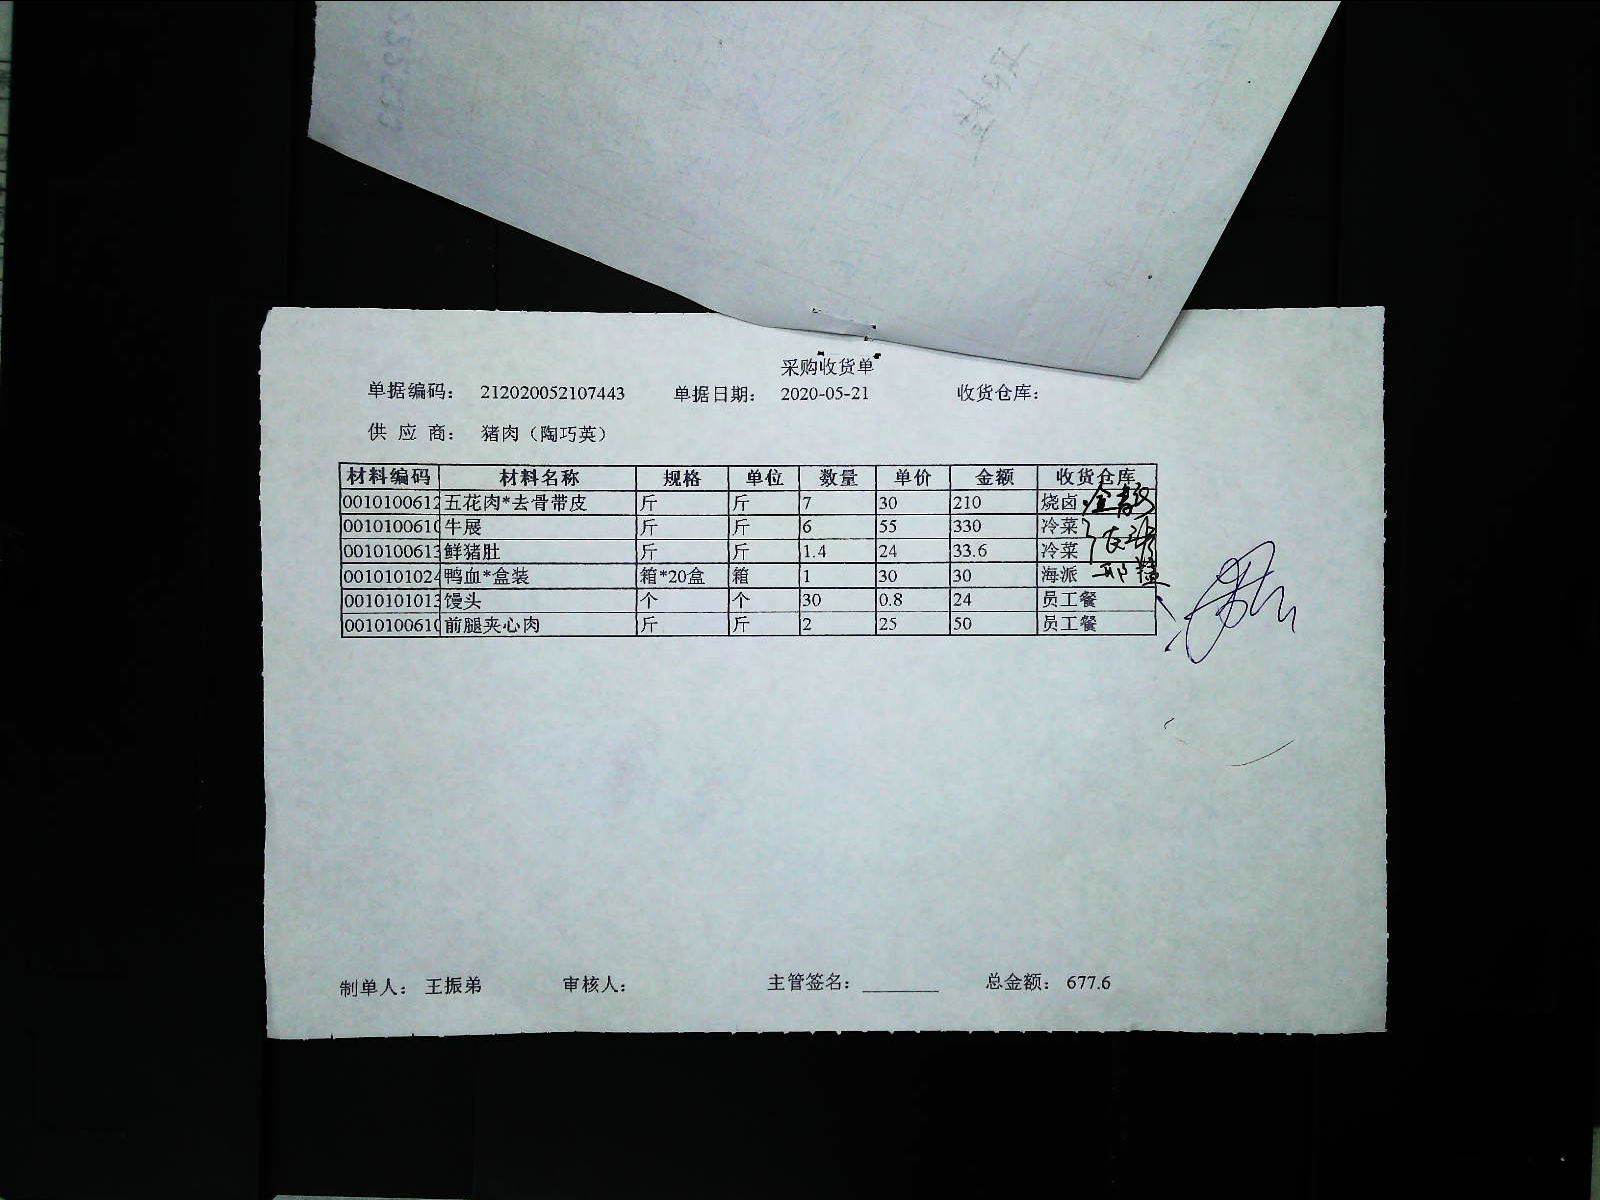 采购收货单
单据编码： 212020052107443 单据日期： 2020-05-21 收货仓库：
供 应 商： 猪肉（陶巧英）
材料编码 材料名称 规格 单位 数量 单价 金额 收货仓库
0010100612 五花肉*去骨带皮 斤 斤 7 30 210 烧卤
001010061 牛展 斤 斤 6 55 330 冷菜
0010100613 鲜猪肚 斤 斤 1.4 24 33.6 冷菜
0010101024 鸭血*盒装 箱*20盒 箱 1 30 30 海派
0010101013 馒头 个 个 30 0.8 24 员工餐
001010061 前腿夹心肉 斤 斤 2 25 50 员工餐
制单人： 王振弟 审核人： 主管签名： 总金额： 677.6